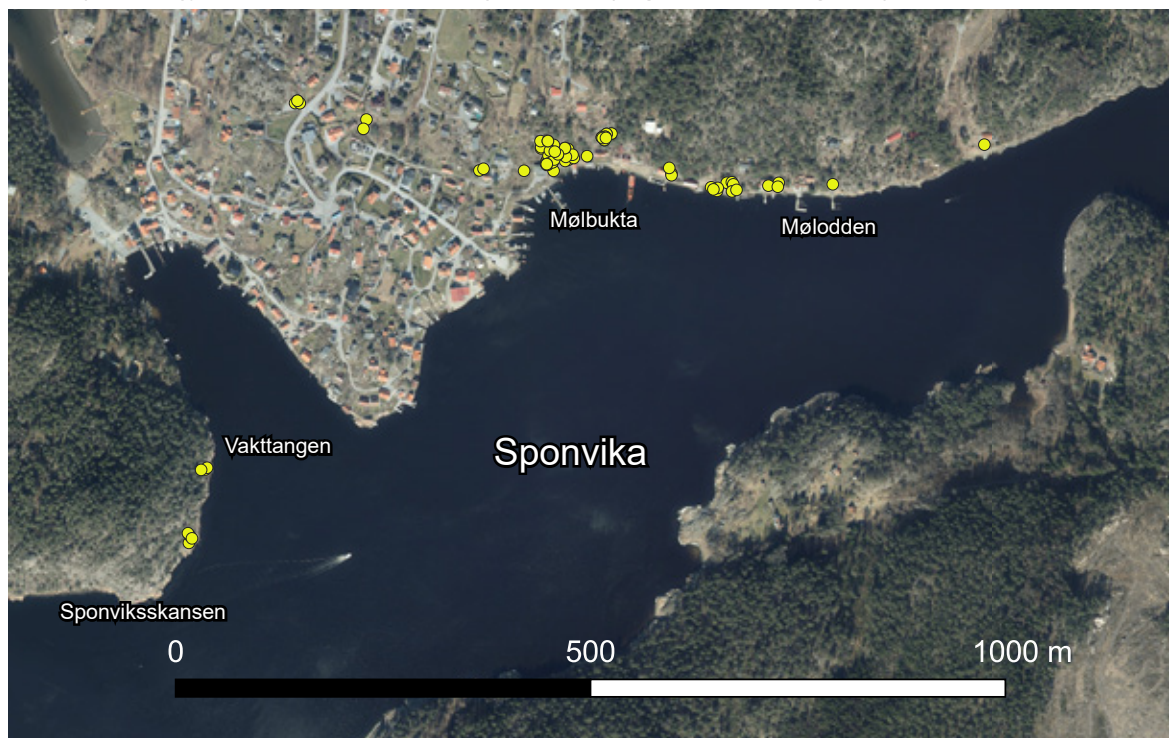 Mølbukta
Mølodden
Vakttangen
Sponvika
Sponviksskansen
0 500 1000 m